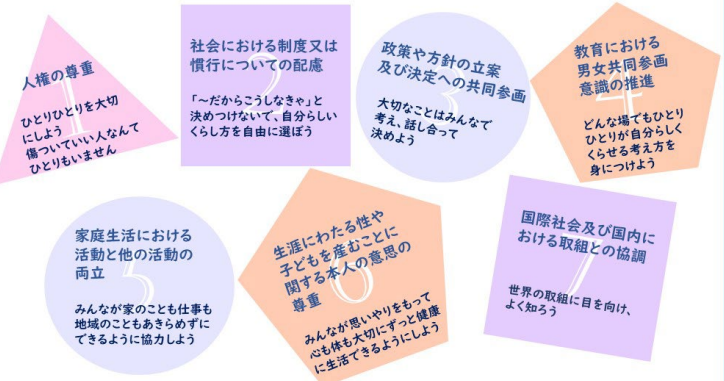 1
人権の尊重
ひとりひとりを大切
にしよう
傷ついていい人なんて
ひとりもいません
2
社会における制度又は
慣行についての配慮
「〜だからこうしなきゃ」と
決めつけないで、自分らしい
くらし方を自由に選ぼう
3
政策や方針の立案
及び決定への共同参画
大切なことはみんなで
考え、話し合って
決めよう
4
教育における
男女共同参画
意識の推進
どんな場でもひとり
ひとりが自分らしく
くらせる考え方を
身につけよう
5
家庭生活における
活動と他の活動の
両立
みんなが家のことも仕事も
地域のこともあきらめずに
できるように協力しよう
6
生涯にわたる性や
子どもを産むことに
関する本人の意思の
尊重
みんなが思いやりをもって
心も体も大切にずっと健康
に生活できるようにしよう
7
国際社会及び国内に
おける取組との協調
世界の取組に目を向け、
よく知ろう